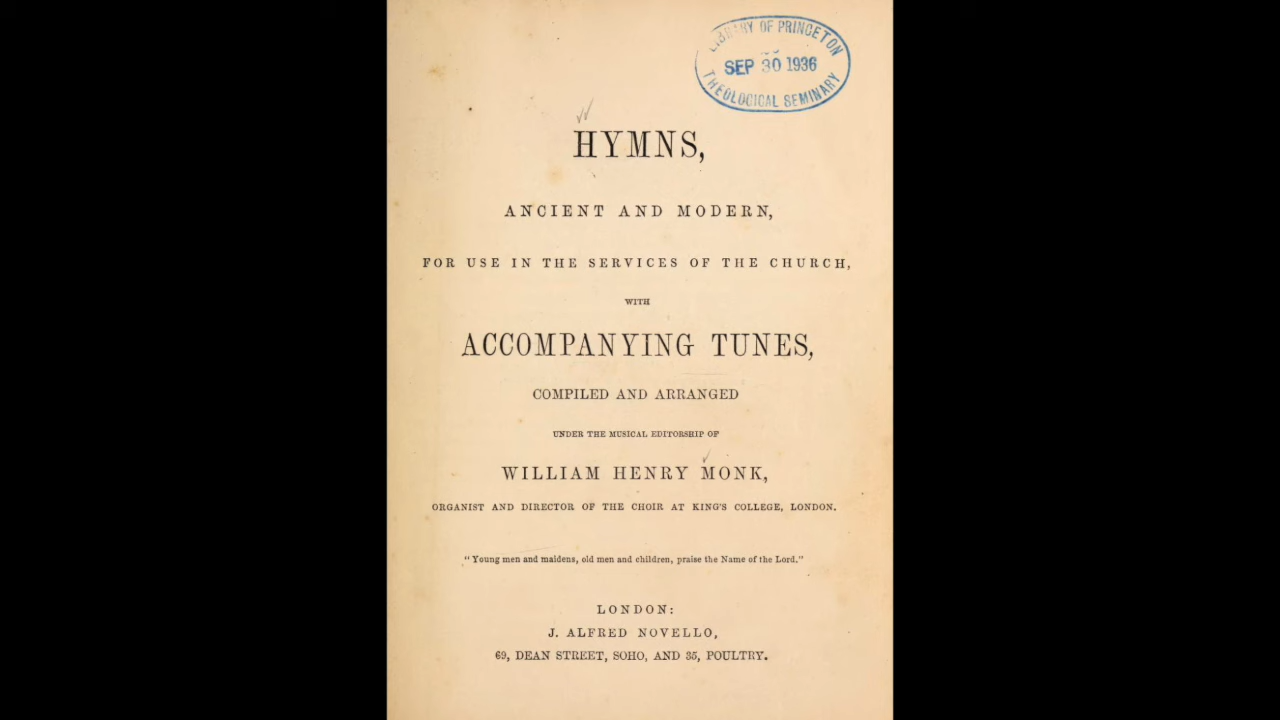 LIBRARY OF PRINCETON
SEP 30 1936
THEOLOGICAL SEMINARY
HYMNS,
ANCIENT AND MODERN,
FOR USE IN THE SERVICES OF THE CHURCH,
WITH
ACCOMPANYING TUNES,
COMPILED AND ARRANGED
UNDER THE MUSICAL EDITORSHIP OF
WILLIAM HENRY MONK,
ORGANIST AND DIRECTOR OF THE CHOIR AT KING'S COLLEGE, LONDON.
"Young men and maidens, old men and children, praise the Name of the Lord."
LONDON:
J. ALFRED NOVELLO,
69, DEAN STREET, SOHO, AND 35, POULTRY.